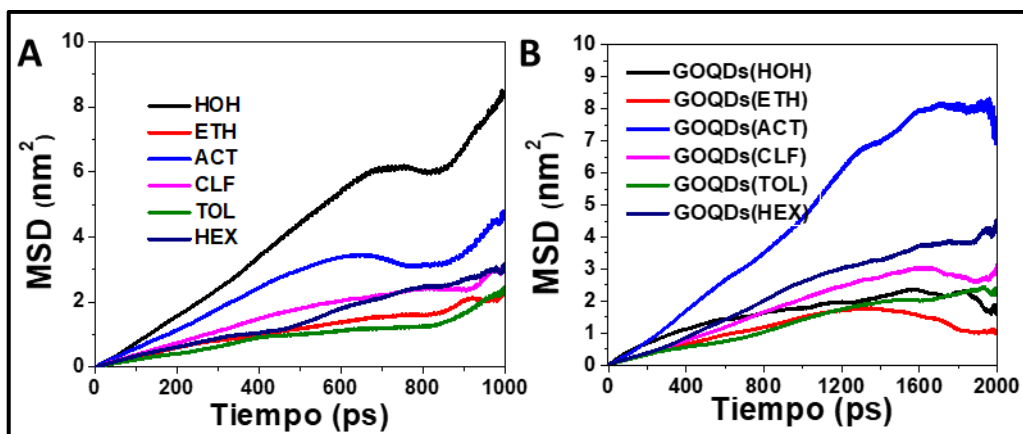 A
MSD (nm2)
10
8
6
4
2
0
HOH
ETH
ACT
CLF
TOL
HEX
0 200 400 600 800 1000
Tiempo (ps)
B
MSD (nm2)
10
9
8
7
6
5
4
3
2
1
0
GOQDs(HOH)
GOQDs(ETH)
GOQDs(ACT)
GOQDs(CLF)
GOQDs(TOL)
GOQDs(HEX)
0 400 800 1200 1600 2000
Tiempo (ps)